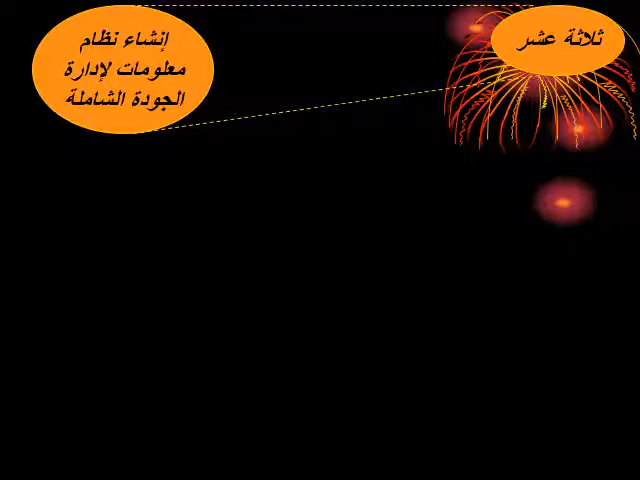 ثلاثة عشر
إنشاء نظام
معلومات لإدارة
الجودة الشاملة